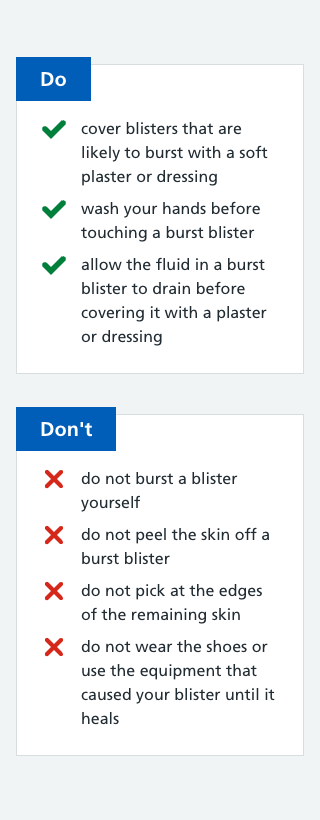 Do
cover blisters that are
likely to burst with a soft
plaster or dressing
wash your hands before
touching a burst blister
allow the fluid in a burst
blister to drain before
covering it with a plaster
or dressing
Don't
do not burst a blister
yourself
do not peel the skin off a
burst blister
do not pick at the edges
of the remaining skin
do not wear the shoes or
use the equipment that
caused your blister until it
heals